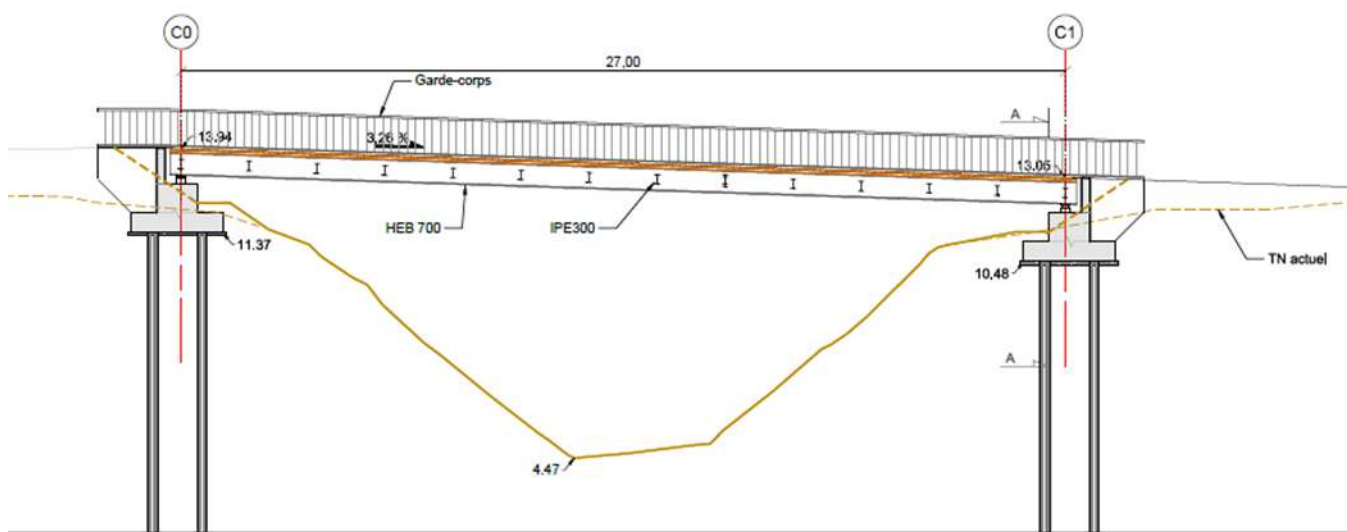 C0
C1
27,00
Garde-corps
A
13.94
3,26 %
13.05
HEB 700
IPE300
11.37
10,48
TN actuel
A
4.47